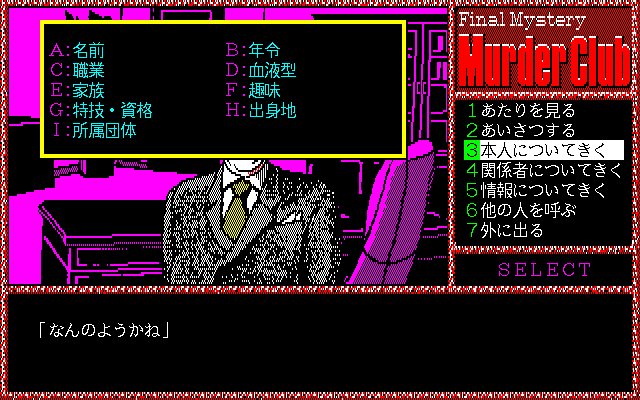 A:名前 B:年令
C:職業 D:血液型
E:家族 F:趣味
G:特技・資格 H:出身地
I:所属団体
Final Mystery
Murder Club
1 あたりを見る
2 あいさつする
3 本人についてきく
4 関係者についてきく
5 情報についてきく
6 他の人を呼ぶ
7 外に出る
SELECT
「なんのようかね」